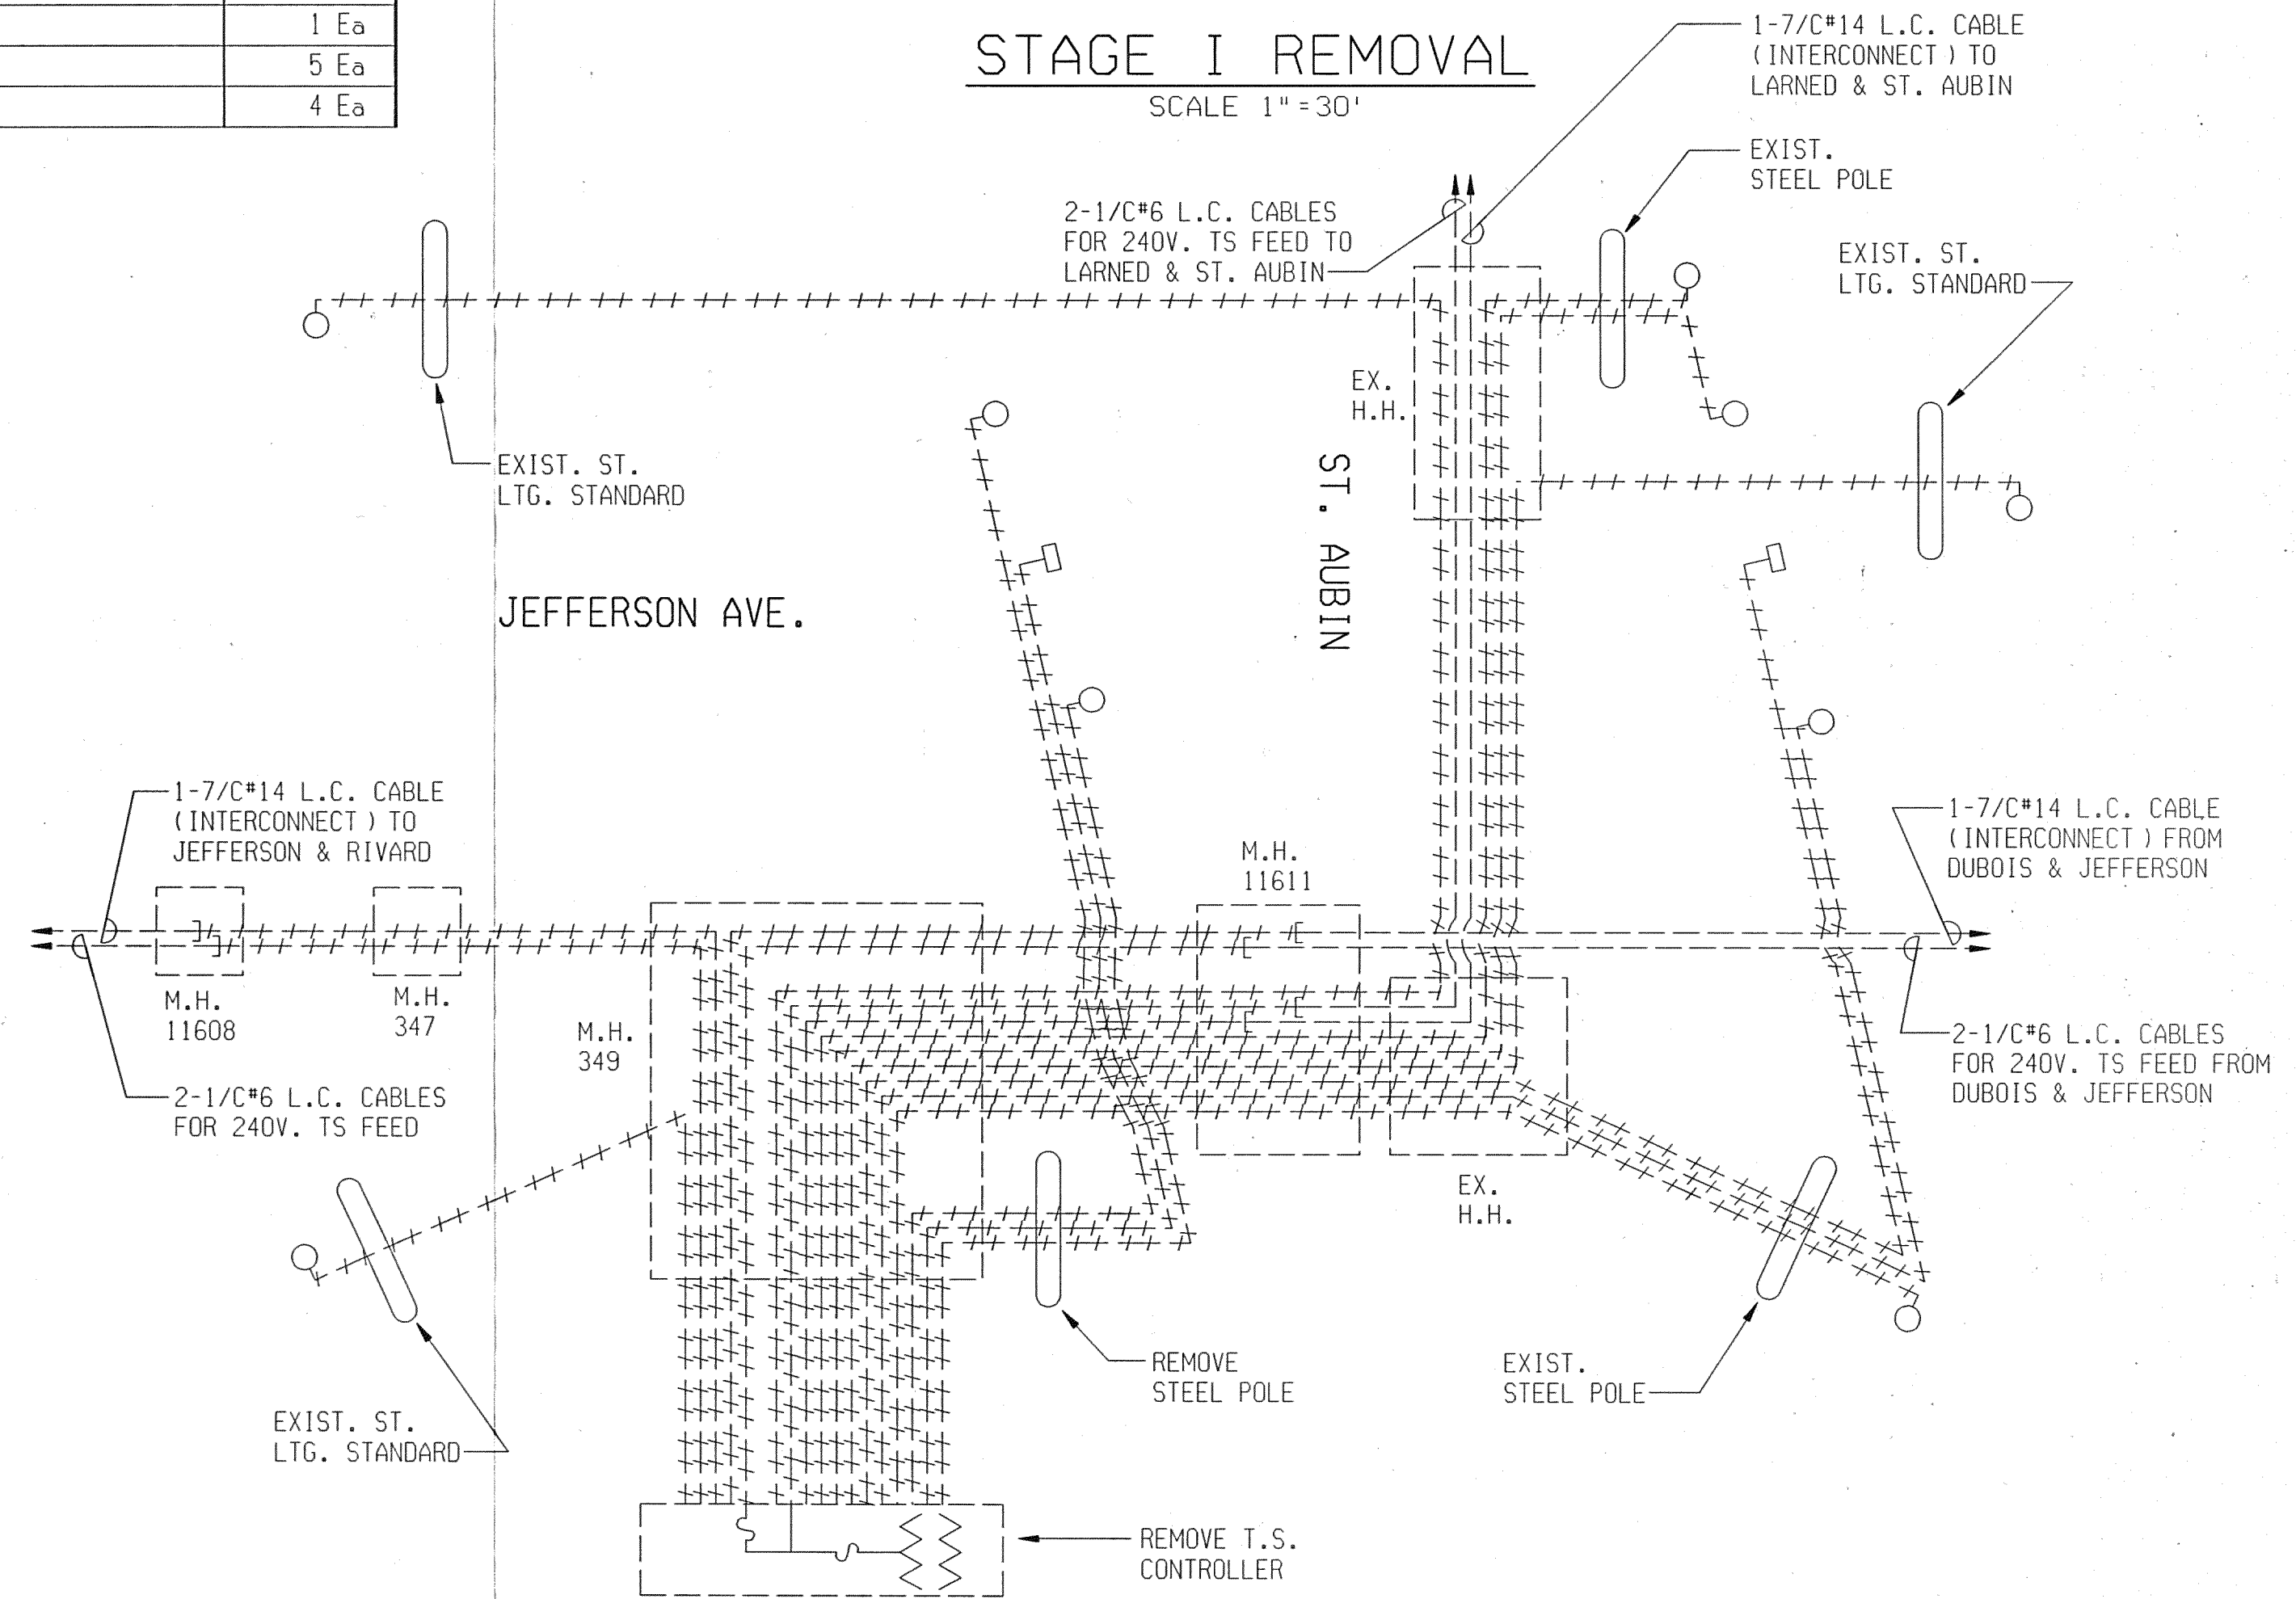 1 Ea
5 Ea
4 Ea
STAGE I REMOVAL
SCALE 1"=30'
1-7/C#14 L.C. CABLE
(INTERCONNECT) TO
LARNED & ST. AUBIN
EXIST.
STEEL POLE
2-1/C#6 L.C. CABLES
FOR 240V. TS FEED TO
LARNED & ST. AUBIN
EXIST. ST.
LTG. STANDARD
EX.
H.H.
EXIST. ST.
LTG. STANDARD
ST. AUBIN
JEFFERSON AVE.
1-7/C#14 L.C. CABLE
(INTERCONNECT) TO
JEFFERSON & RIVARD
M.H.
11611
1-7/C#14 L.C. CABLE
(INTERCONNECT) FROM
DUBOIS & JEFFERSON
M.H.
11608
M.H.
347
M.H.
349
2-1/C#6 L.C. CABLES
FOR 240V. TS FEED FROM
DUBOIS & JEFFERSON
2-1/C#6 L.C. CABLES
FOR 240V. TS FEED
EX.
H.H.
REMOVE
STEEL POLE
EXIST.
STEEL POLE
EXIST. ST.
LTG. STANDARD
REMOVE T.S.
CONTROLLER